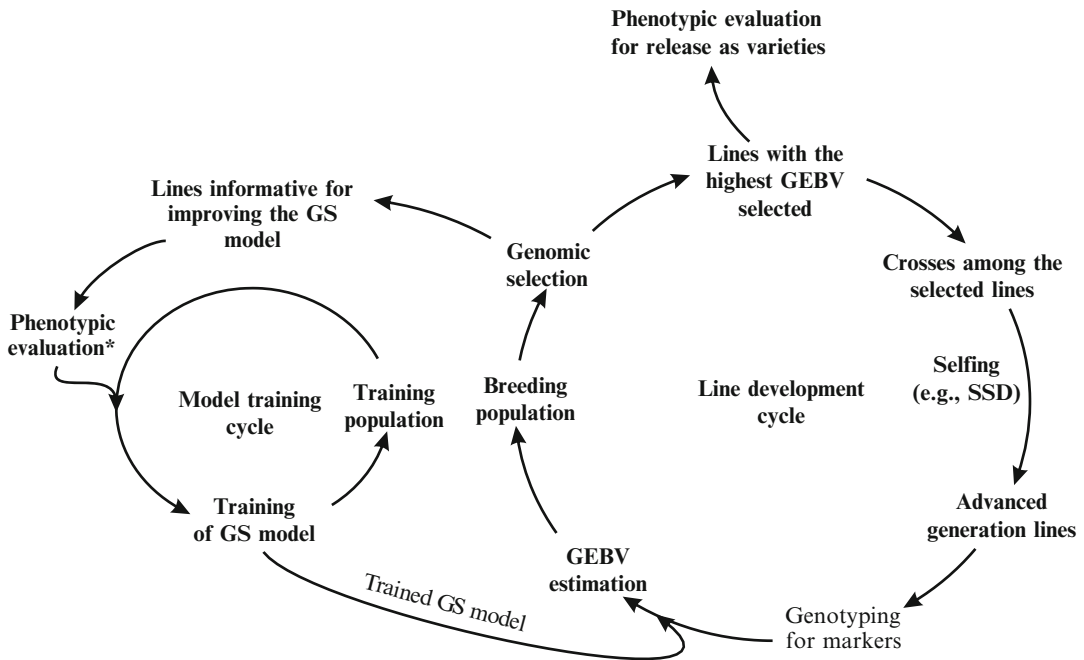 Phenotypic evaluation
for release as varieties
Lines with the
highest GEBV
selected
Lines informative for
improving the GS
model
Genomic
selection
Crosses among the
selected lines
Phenotypic
evaluation*
Model training
cycle
Training
population
Breeding
population
Line development
cycle
Selfing
(e.g., SSD)
Training
of GS model
Advanced
generation lines
GEBV
estimation
Trained GS model
Genotyping
for markers